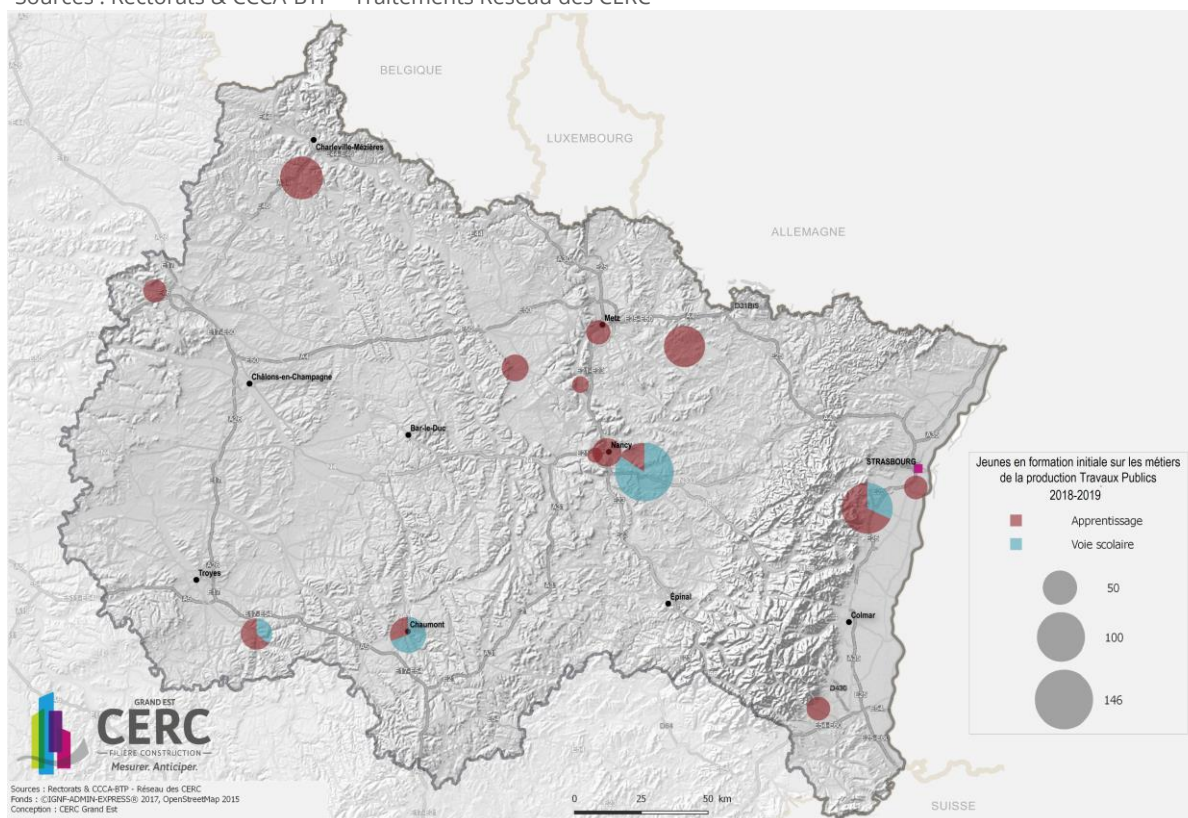 Sources : Rectorats & CCCA-BTP - Traitements Réseau des CERC
BELGIQUE
LUXEMBOURG
ALLEMAGNE
Charleville-Mézières
Metz
Châlons-en-Champagne
Bar-le-Duc
Nancy
STRASBOURG
Troyes
Épinal
Chaumont
Colmar
SUISSE
Jeunes en formation initiale sur les métiers
de la production Travaux Publics
2018-2019
Apprentissage
Voie scolaire
50
100
146
GRAND EST
CERC
FILIÈRE CONSTRUCTION
Mesurer. Anticiper.
Sources : Rectorats & CCCA-BTP - Réseau des CERC
Fonds : ©IGNF-ADMIN-EXPRESS® 2017, OpenStreetMap 2015
Conception : CERC Grand Est
0 25 50 km